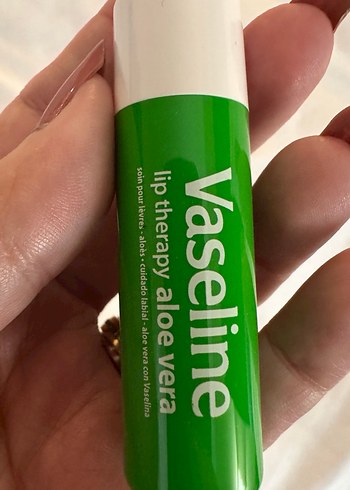 Vaseline
lip therapy aloe vera
soin pour lèvres • aloès • cuidado labial - aloe vera con Vaselina